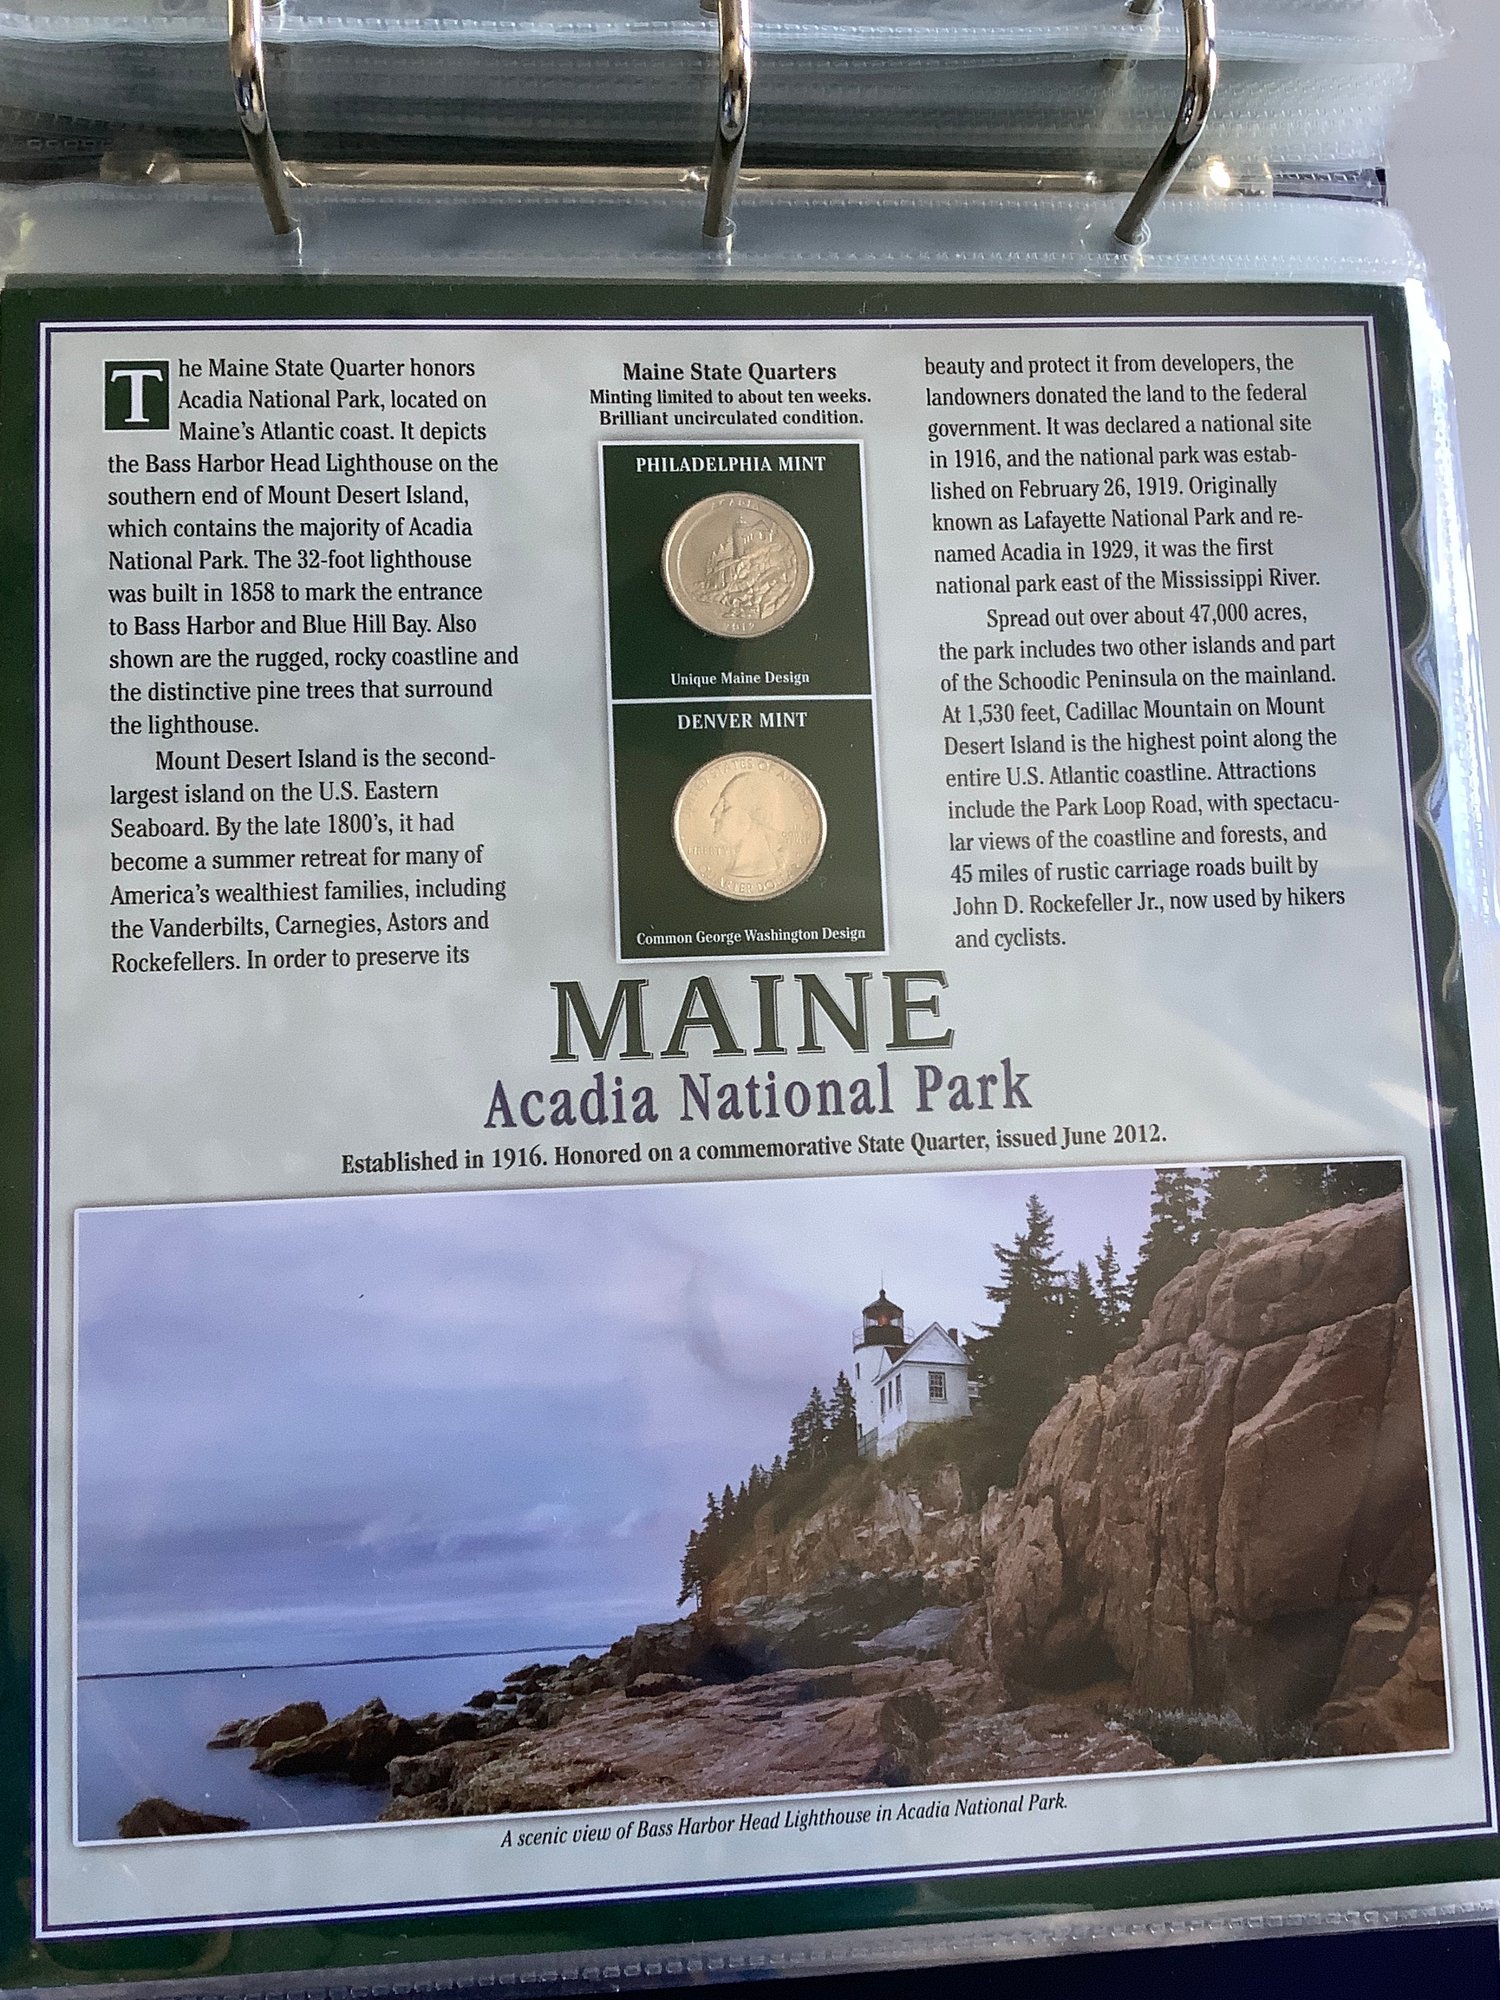 The Maine State Quarter honors
Acadia National Park, located on
Maine's Atlantic coast. It depicts
the Bass Harbor Head Lighthouse on the
southern end of Mount Desert Island,
which contains the majority of Acadia
National Park. The 32-foot lighthouse
was built in 1858 to mark the entrance
to Bass Harbor and Blue Hill Bay. Also
shown are the rugged, rocky coastline and
the distinctive pine trees that surround
the lighthouse.
Mount Desert Island is the second-
largest island on the U.S. Eastern
Seaboard. By the late 1800's, it had
become a summer retreat for many of
America's wealthiest families, including
the Vanderbilts, Carnegies, Astors and
Rockefellers. In order to preserve its
Maine State Quarters
Minting limited to about ten weeks.
Brilliant uncirculated condition.
PHILADELPHIA MINT
ACADIA
2012
Unique Maine Design
DENVER MINT
UNITED STATES OF AMERICA
LIBERTY
QUARTER DOLLAR
Common George Washington Design
beauty and protect it from developers, the
landowners donated the land to the federal
government. It was declared a national site
in 1916, and the national park was estab-
lished on February 26, 1919. Originally
known as Lafayette National Park and re-
named Acadia in 1929, it was the first
national park east of the Mississippi River.
Spread out over about 47,000 acres,
the park includes two other islands and part
of the Schoodic Peninsula on the mainland.
At 1,530 feet, Cadillac Mountain on Mount
Desert Island is the highest point along the
entire U.S. Atlantic coastline. Attractions
include the Park Loop Road, with spectacu-
lar views of the coastline and forests, and
45 miles of rustic carriage roads built by
John D. Rockefeller Jr., now used by hikers
and cyclists.
MAINE
Acadia National Park
Established in 1916. Honored on a commemorative State Quarter, issued June 2012.
A scenic view of Bass Harbor Head Lighthouse in Acadia National Park.